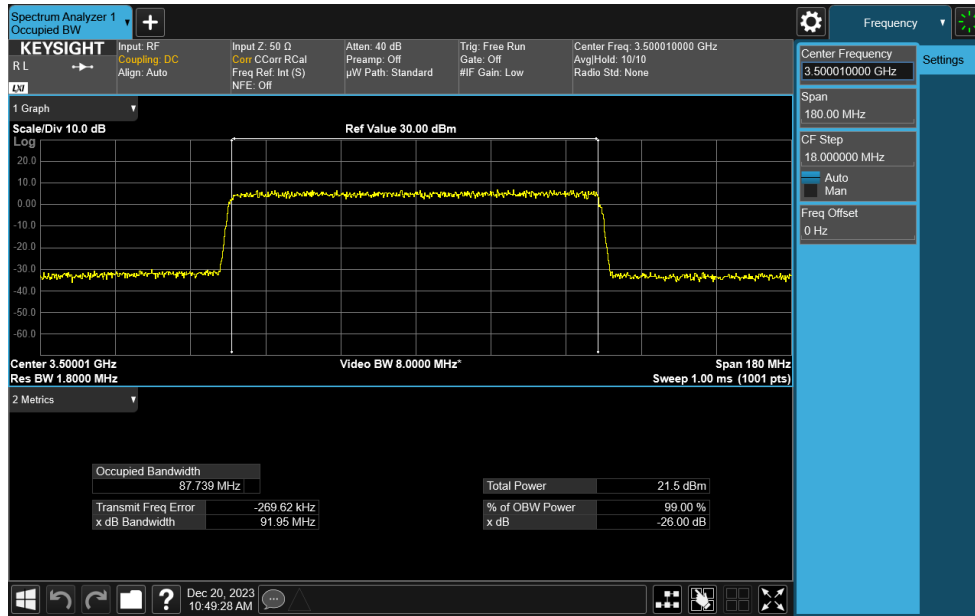 Spectrum Analyzer 1
Occupied BW
Frequency
KEYSIGHT
R L
LXI
Input: RF
Coupling: DC
Align: Auto
Input Z: 50 Ω
Corr CCorr RCal
Freq Ref: Int (S)
NFE: Off
Atten: 40 dB
Preamp: Off
µW Path: Standard
Trig: Free Run
Gate: Off
#IF Gain: Low
Center Freq: 3.500010000 GHz
Avg|Hold: 10/10
Radio Std: None
Center Frequency
3.500010000 GHz
Settings
Span
180.00 MHz
CF Step
18.000000 MHz
Auto
Man
Freq Offset
0 Hz
1 Graph
Scale/Div 10.0 dB
Ref Value 30.00 dBm
Log
20.0
10.0
0.00
-10.0
-20.0
-30.0
-40.0
-50.0
-60.0
Center 3.50001 GHz
Video BW 8.0000 MHz*
Span 180 MHz
Res BW 1.8000 MHz
Sweep 1.00 ms (1001 pts)
2 Metrics
Occupied Bandwidth
87.739 MHz
Total Power 21.5 dBm
Transmit Freq Error -269.62 kHz
% of OBW Power 99.00 %
x dB Bandwidth 91.95 MHz
x dB -26.00 dB
?
Dec 20, 2023
10:49:28 AM